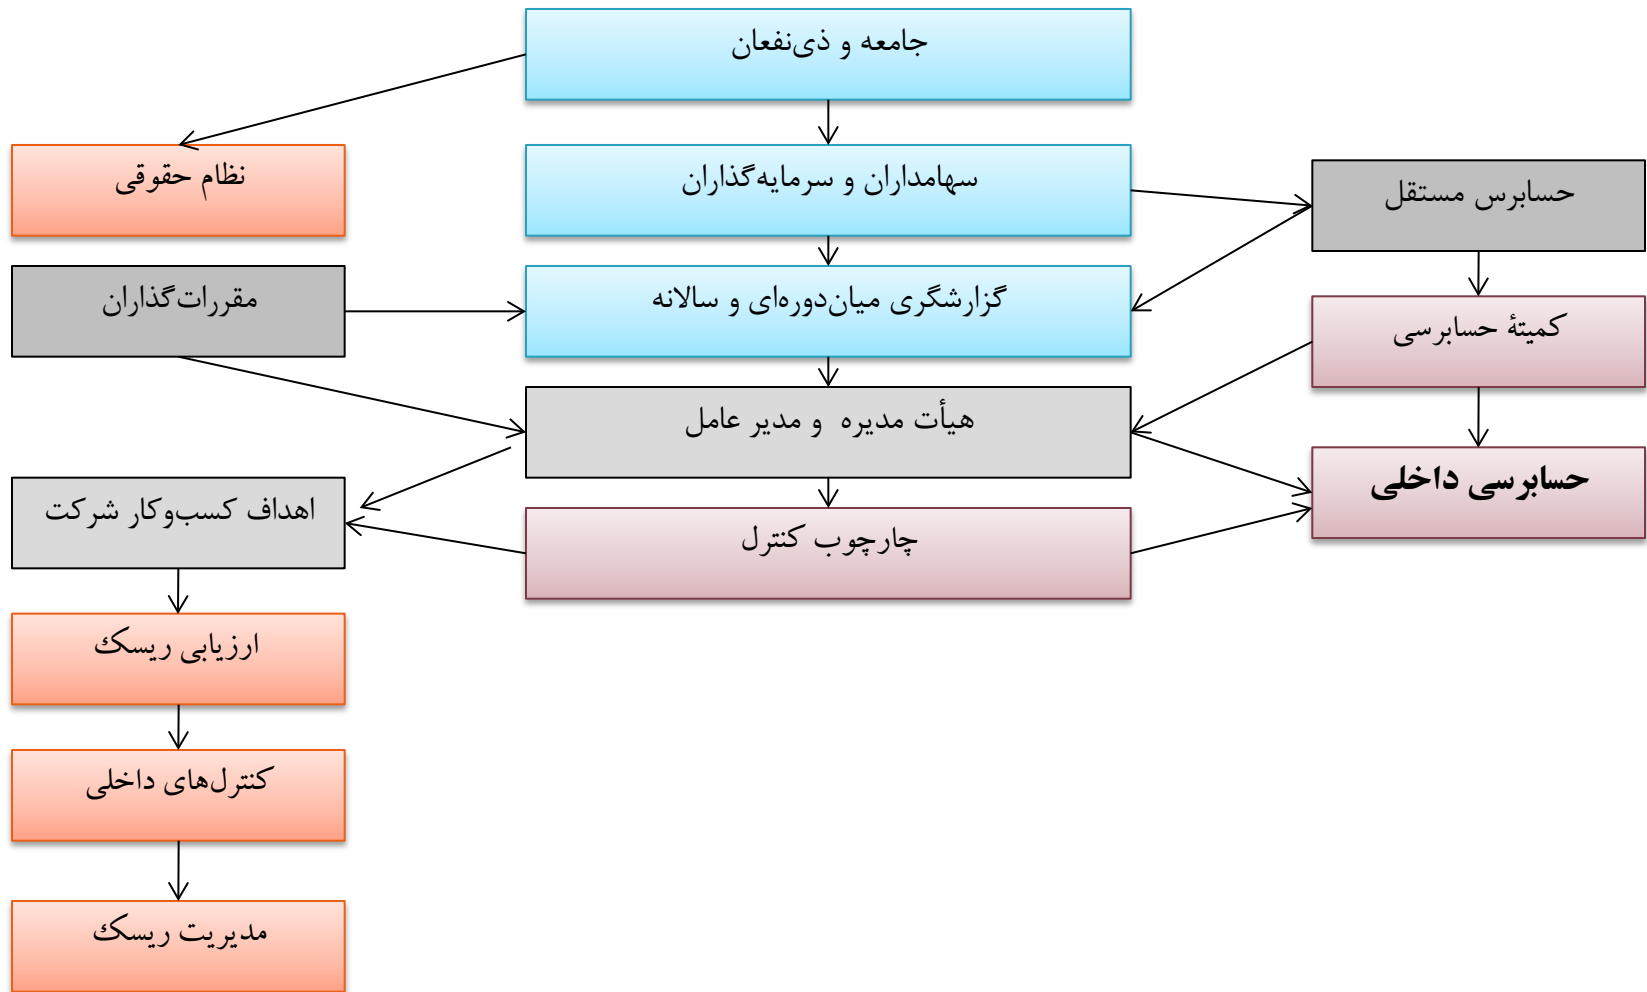 جامعه و ذی‌نفعان
نظام حقوقی
سهامداران و سرمایه‌گذاران
حسابرس مستقل
مقررات‌گذاران
گزارشگری میان‌دوره‌ای و سالانه
کمیتهٔ حسابرسی
هیأت مدیره و مدیر عامل
حسابرسی داخلی
اهداف کسب‌وکار شرکت
چارچوب کنترل
ارزیابی ریسک
کنترل‌های داخلی
مدیریت ریسک